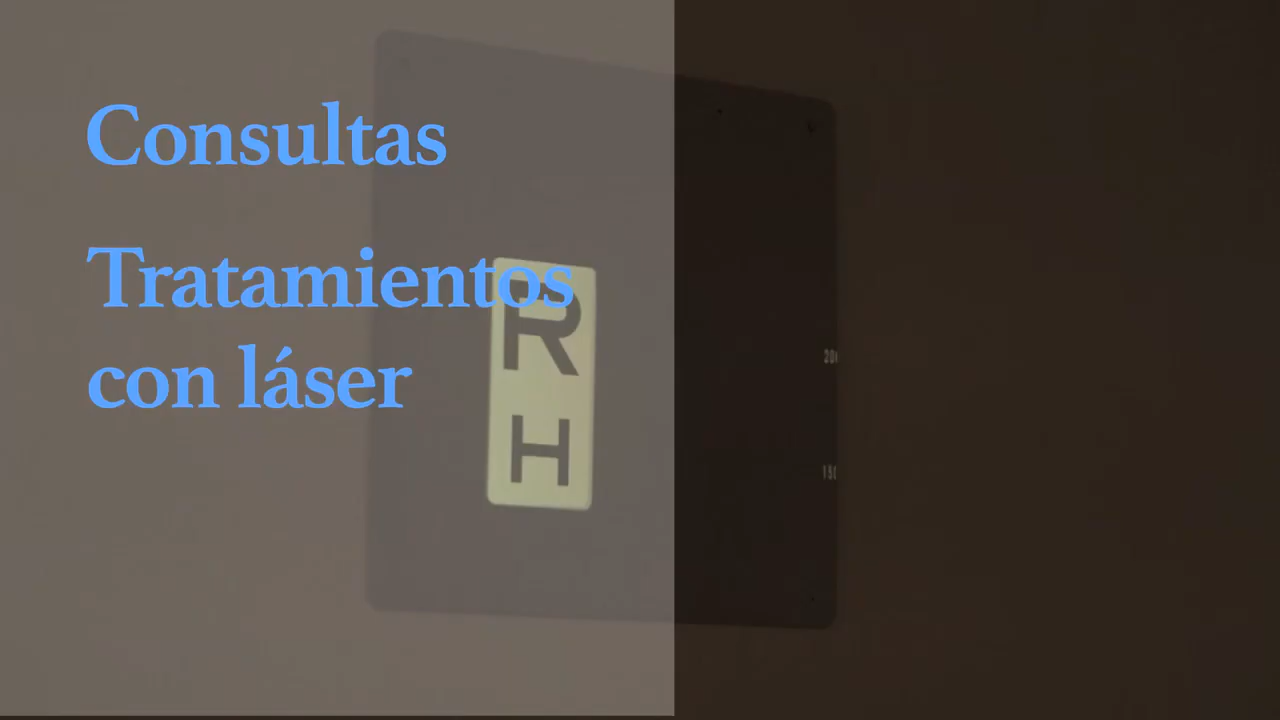 Consultas
Tratamientos
con láser
R
H